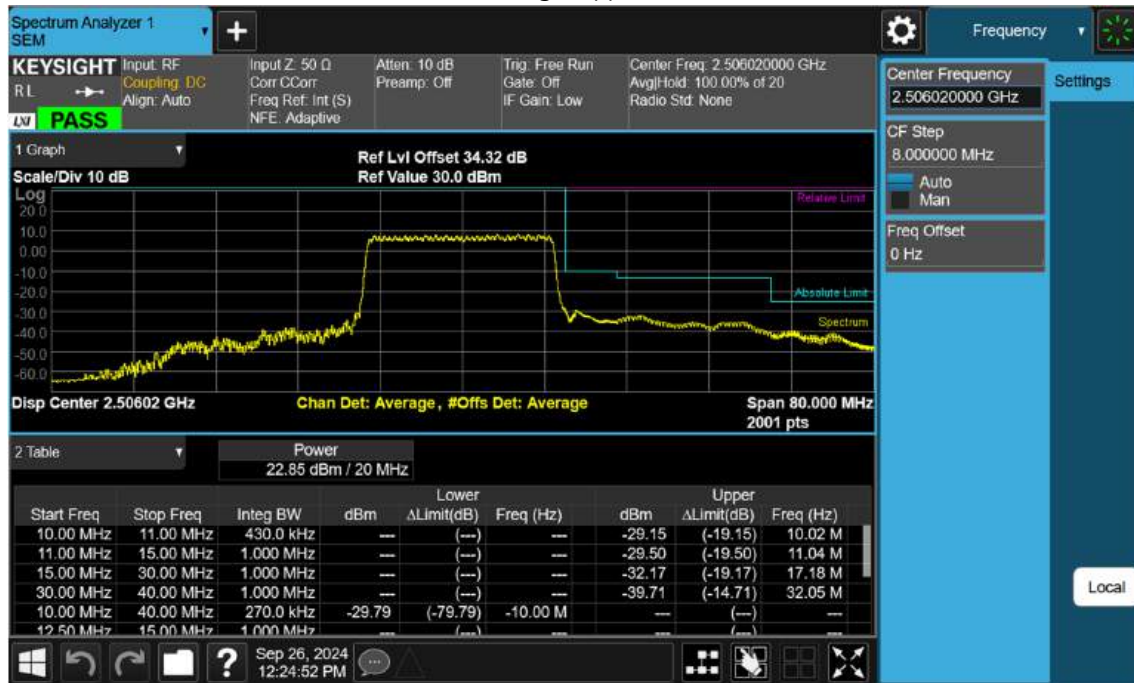 Spectrum Analyzer 1
SEM
Frequency
KEYSIGHT
RL
LXI
PASS
Input: RF
Coupling: DC
Align: Auto
Input Z: 50 Ω
Corr CCorr
Freq Ref: Int (S)
NFE: Adaptive
Atten: 10 dB
Preamp: Off
Trig: Free Run
Gate: Off
IF Gain: Low
Center Freq: 2.506020000 GHz
Avg|Hold: 100.00% of 20
Radio Std: None
Center Frequency
2.506020000 GHz
Settings
CF Step
8.000000 MHz
Auto
Man
Freq Offset
0 Hz
Local
1 Graph
Scale/Div 10 dB
Ref Lvl Offset 34.32 dB
Ref Value 30.0 dBm
Log
20.0
10.0
0.00
-10.0
-20.0
-30.0
-40.0
-50.0
-60.0
Relative Limit
Absolute Limit
Spectrum
Disp Center 2.50602 GHz
Chan Det: Average, #Offs Det: Average
Span 80.000 MHz
2001 pts
2 Table
Power
22.85 dBm / 20 MHz
Lower Upper
Start Freq Stop Freq Integ BW dBm ΔLimit(dB) Freq (Hz) dBm ΔLimit(dB) Freq (Hz)
10.00 MHz 11.00 MHz 430.0 kHz --- (---) --- -29.15 (-19.15) 10.02 M
11.00 MHz 15.00 MHz 1.000 MHz --- (---) --- -29.50 (-19.50) 11.04 M
15.00 MHz 30.00 MHz 1.000 MHz --- (---) --- -32.17 (-19.17) 17.18 M
30.00 MHz 40.00 MHz 1.000 MHz --- (---) --- -39.71 (-14.71) 32.05 M
10.00 MHz 40.00 MHz 270.0 kHz -29.79 (-79.79) -10.00 M --- (---) ---
12.50 MHz 15.00 MHz 1.000 MHz --- (---) --- --- (---) ---
Sep 26, 2024
12:24:52 PM